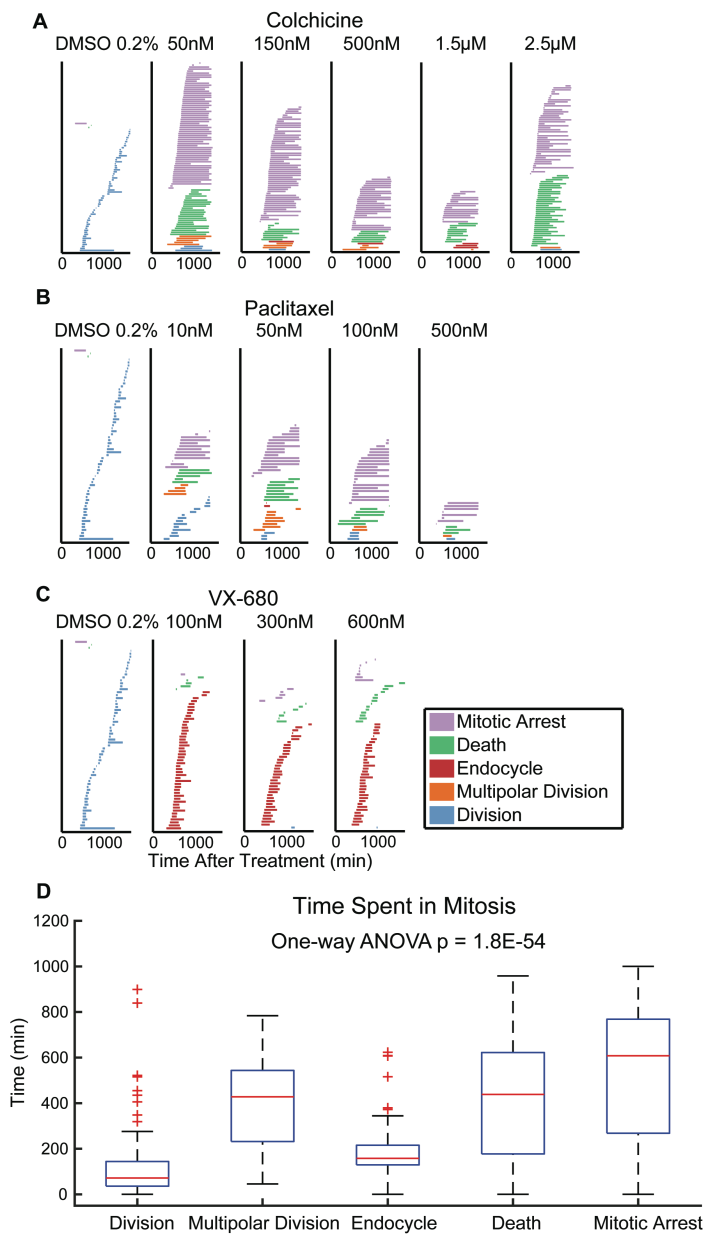 A
Colchicine
DMSO 0.2% 50nM 150nM 500nM 1.5µM 2.5µM
0 1000 0 1000 0 1000 0 1000 0 1000 0 1000
B
Paclitaxel
DMSO 0.2% 10nM 50nM 100nM 500nM
0 1000 0 1000 0 1000 0 1000 0 1000
C
VX-680
DMSO 0.2% 100nM 300nM 600nM
0 1000 0 1000 0 1000 0 1000
Time After Treatment (min)
Mitotic Arrest
Death
Endocycle
Multipolar Division
Division
D
Time Spent in Mitosis
One-way ANOVA p = 1.8E-54
Time (min)
1200
1000
800
600
400
200
0
Division Multipolar Division Endocycle Death Mitotic Arrest